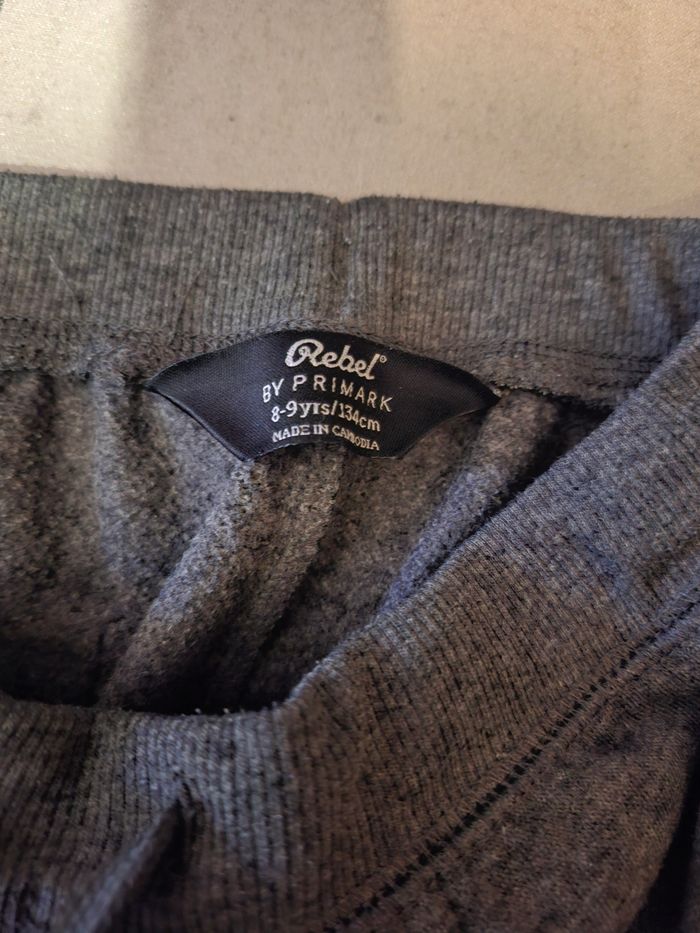 Rebel®
BY PRIMARK
8-9yrs/134cm
MADE IN CAMBODIA